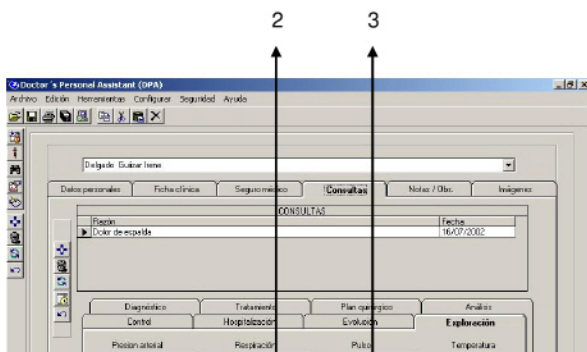 2 3
Doctor´s Personal Assistant (DPA)
Archivo Edición Herramientas Configurar Seguridad Ayuda
Delgado Guizar Irene
Datos personales Ficha clínica Seguro médico Consultas Notas / Obs. Imágenes
CONSULTAS
Razón Fecha
Dolor de espalda 16/07/2002
Diagnóstico Tratamiento Plan quirúrgico Análisis
Control Hospitalización Evolución Exploración
Presion arterial Respiración Pulso Temperatura